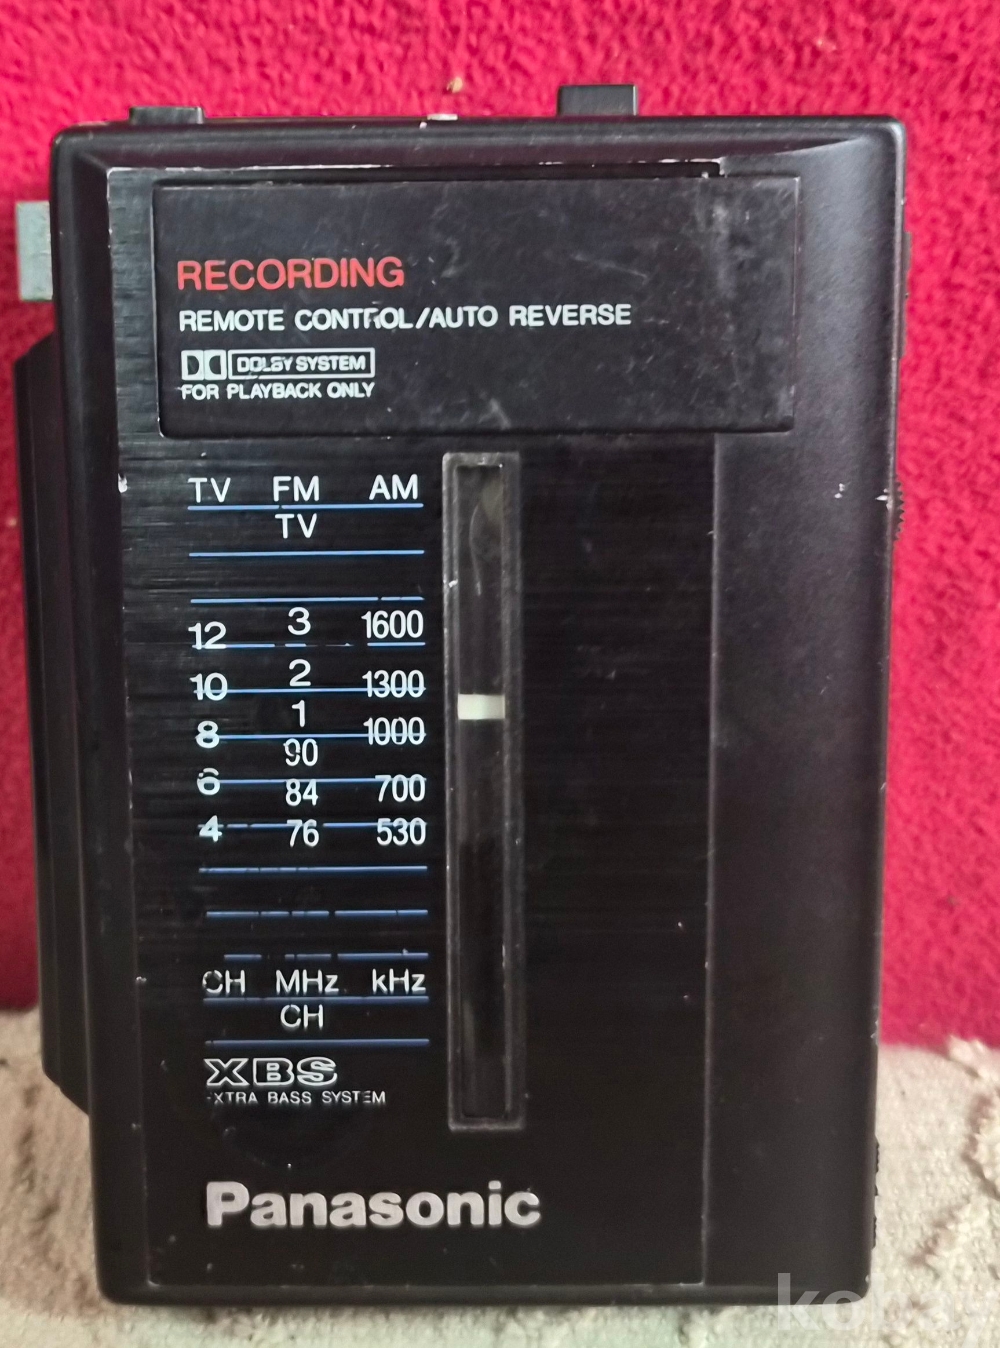 RECORDING
REMOTE CONTROL/AUTO REVERSE
DOLBY SYSTEM
FOR PLAYBACK ONLY
TV FM AM
TV
12 3 1600
10 2 1300
1
8 1000
90
6 84 700
4 76 530
CH MHz kHz
CH
XBS
XTRA BASS SYSTEM
Panasonic